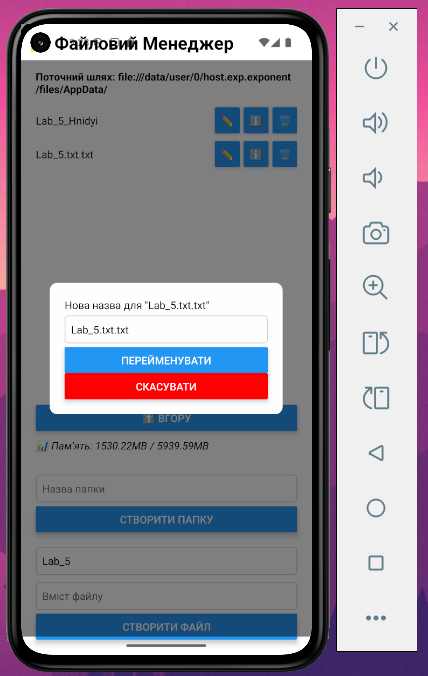 Файловий Менеджер
Поточний шлях: file:///data/user/0/host.exp.exponent
/files/AppData/
Lab_5_Hnidyi
Lab_5.txt.txt
Нова назва для "Lab_5.txt.txt"
Lab_5.txt.txt
ПЕРЕЙМЕНУВАТИ
СКАСУВАТИ
ВГОРУ
Пам'ять: 1530.22MB / 5939.59MB
Назва папки
СТВОРИТИ ПАПКУ
Lab_5
Вміст файлу
СТВОРИТИ ФАЙЛ